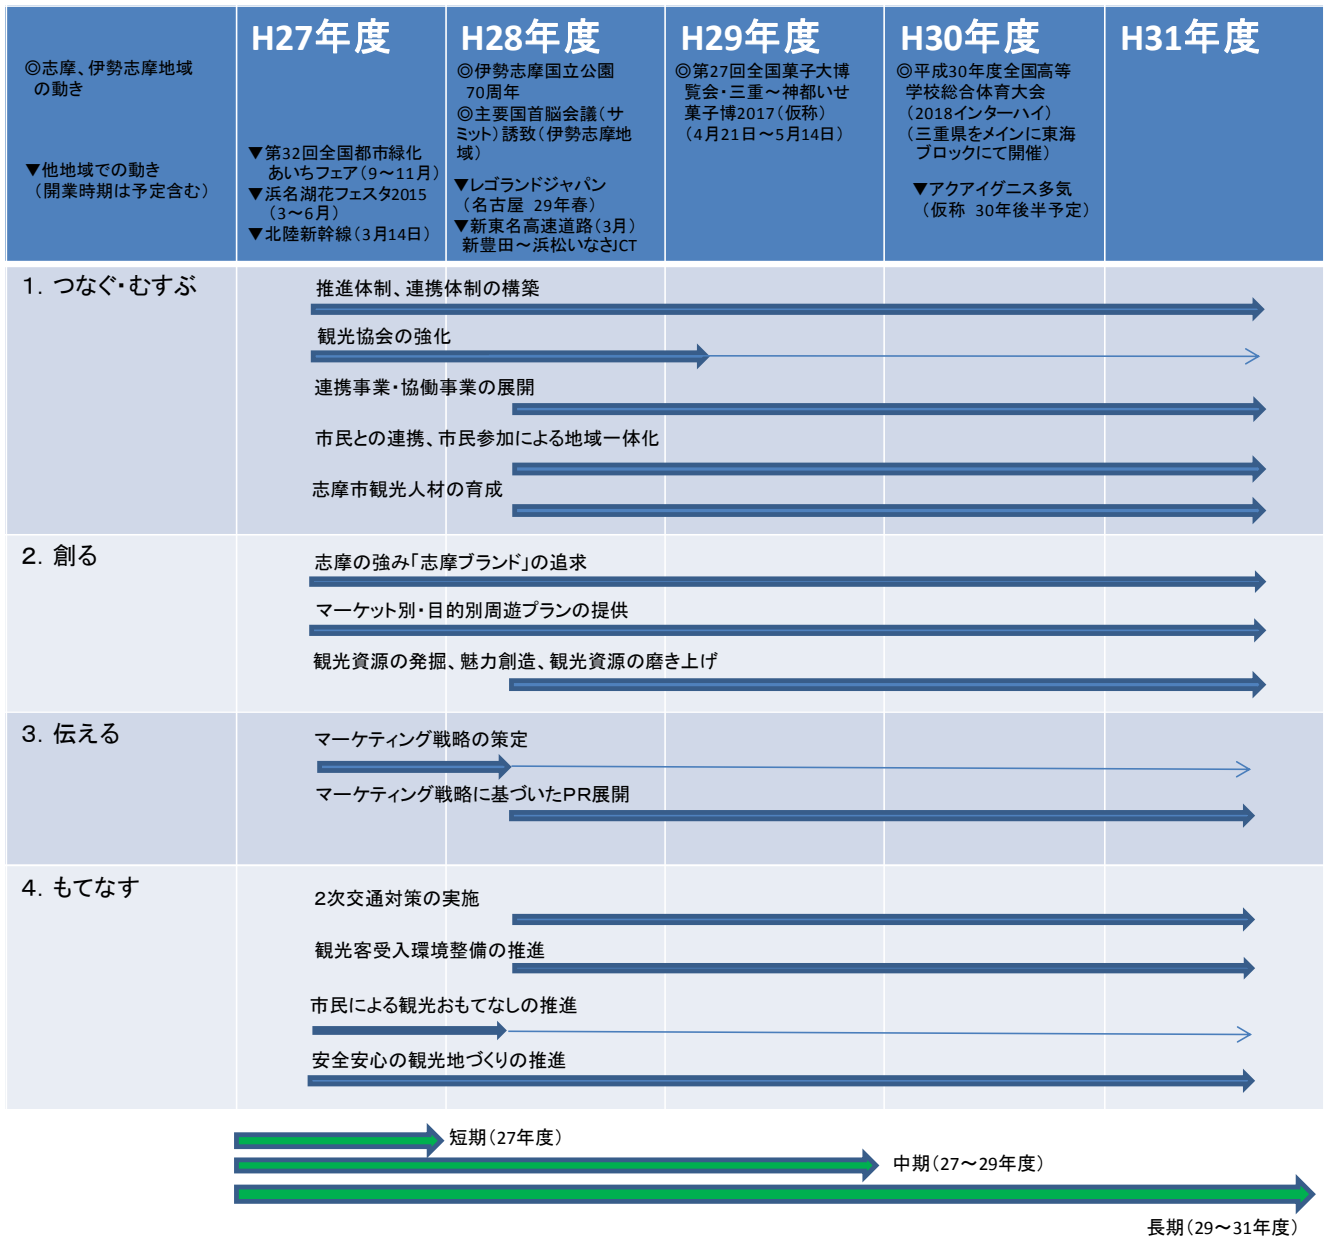 H27年度
H28年度
H29年度
H30年度
H31年度
◎志摩、伊勢志摩地域
の動き
▼他地域での動き
（開業時期は予定含む）
▼第32回全国都市緑化
あいちフェア（9～11月）
▼浜名湖花フェスタ2015
（3～6月）
▼北陸新幹線（3月14日）
◎伊勢志摩国立公園
70周年
◎主要国首脳会議（サ
ミット）誘致（伊勢志摩地
域）
▼レゴランドジャパン
（名古屋 29年春）
▼新東名高速道路（3月）
新豊田～浜松いなさJCT
◎第27回全国菓子大博
覧会・三重～神都いせ
菓子博2017（仮称）
（4月21日～5月14日）
◎平成30年度全国高等
学校総合体育大会
（2018インターハイ）
（三重県をメインに東海
ブロックにて開催）
▼アクアイグニス多気
（仮称 30年後半予定）
1．つなぐ・むすぶ
推進体制、連携体制の構築
観光協会の強化
連携事業・協働事業の展開
市民との連携、市民参加による地域一体化
志摩市観光人材の育成
2．創る
志摩の強み「志摩ブランド」の追求
マーケット別・目的別周遊プランの提供
観光資源の発掘、魅力創造、観光資源の磨き上げ
3．伝える
マーケティング戦略の策定
マーケティング戦略に基づいたPR展開
4．もてなす
2次交通対策の実施
観光客受入環境整備の推進
市民による観光おもてなしの推進
安全安心の観光地づくりの推進
短期（27年度）
中期（27～29年度）
長期（29～31年度）